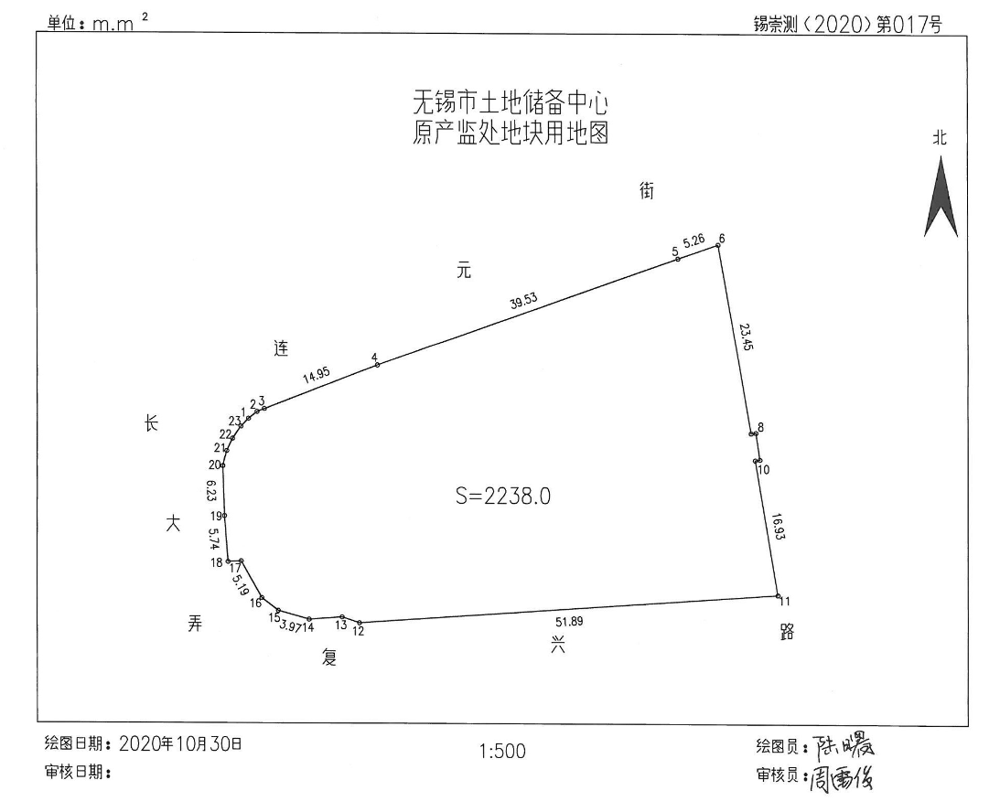 单位：m.m²
锡崇测（2020）第017号
无锡市土地储备中心
原产监处地块用地图
北
街
元
连
长
大
弄
复
兴
路
5
5.26
6
39.53
23.45
4
14.95
3
2
1
23
22
21
20
8
10
S=2238.0
6.23
19
5.74
16.93
18
17
5.19
16
15
3.97
14
13
12
51.89
11
绘图日期：2020年10月30日
1:500
绘图员：陆曦
审核日期：
审核员：周雷俊